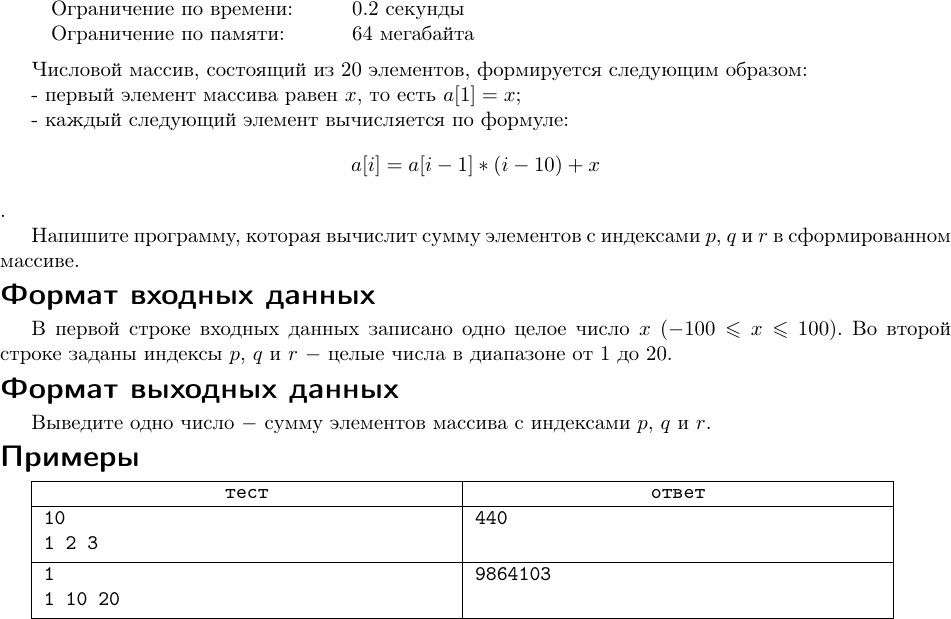 Ограничение по времени: 0.2 секунды
Ограничение по памяти: 64 мегабайта
Числовой массив, состоящий из 20 элементов, формируется следующим образом:
- первый элемент массива равен x, то есть a[1] = x;
- каждый следующий элемент вычисляется по формуле:
a[i] = a[i − 1] ∗ (i − 10) + x
.
Напишите программу, которая вычислит сумму элементов с индексами p, q и r в сформированном
массиве.
Формат входных данных
В первой строке входных данных записано одно целое число x (−100 ⩽ x ⩽ 100). Во второй
строке заданы индексы p, q и r − целые числа в диапазоне от 1 до 20.
Формат выходных данных
Выведите одно число − сумму элементов массива с индексами p, q и r.
Примеры
тест ответ
10 440
1 2 3
1 9864103
1 10 20